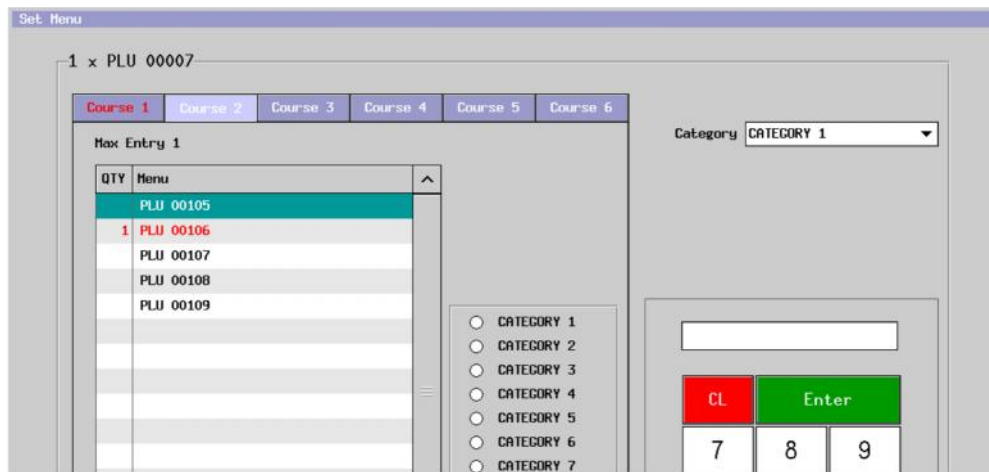 Set Menu
1 x PLU 00007
Course 1 Course 2 Course 3 Course 4 Course 5 Course 6
Max Entry 1
Category CATEGORY 1
QTY Menu
PLU 00105
1 PLU 00106
PLU 00107
PLU 00108
PLU 00109
CATEGORY 1
CATEGORY 2
CATEGORY 3
CATEGORY 4
CATEGORY 5
CATEGORY 6
CATEGORY 7
CL Enter
7 8 9